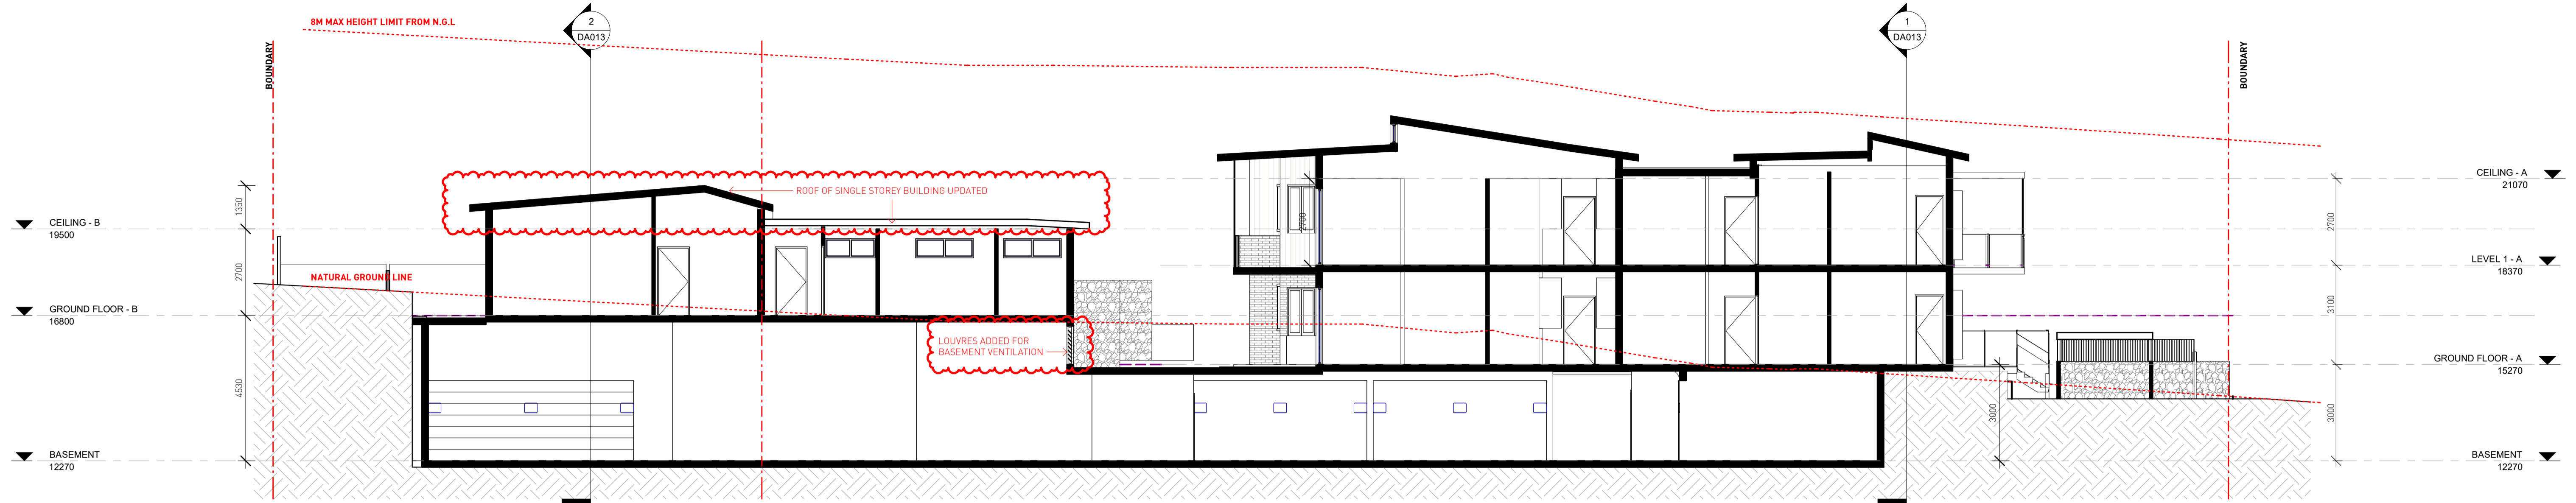 8M MAX HEIGHT LIMIT FROM N.G.L
2
DA013
1
DA013
BOUNDARY
BOUNDARY
ROOF OF SINGLE STOREY BUILDING UPDATED
CEILING - A
21070
CEILING - B
19500
1350
2700
2700
NATURAL GROUND LINE
2700
LEVEL 1 - A
18370
GROUND FLOOR - B
16800
3100
LOUVRES ADDED FOR
BASEMENT VENTILATION
GROUND FLOOR - A
15270
4530
3000
3000
BASEMENT
12270
BASEMENT
12270